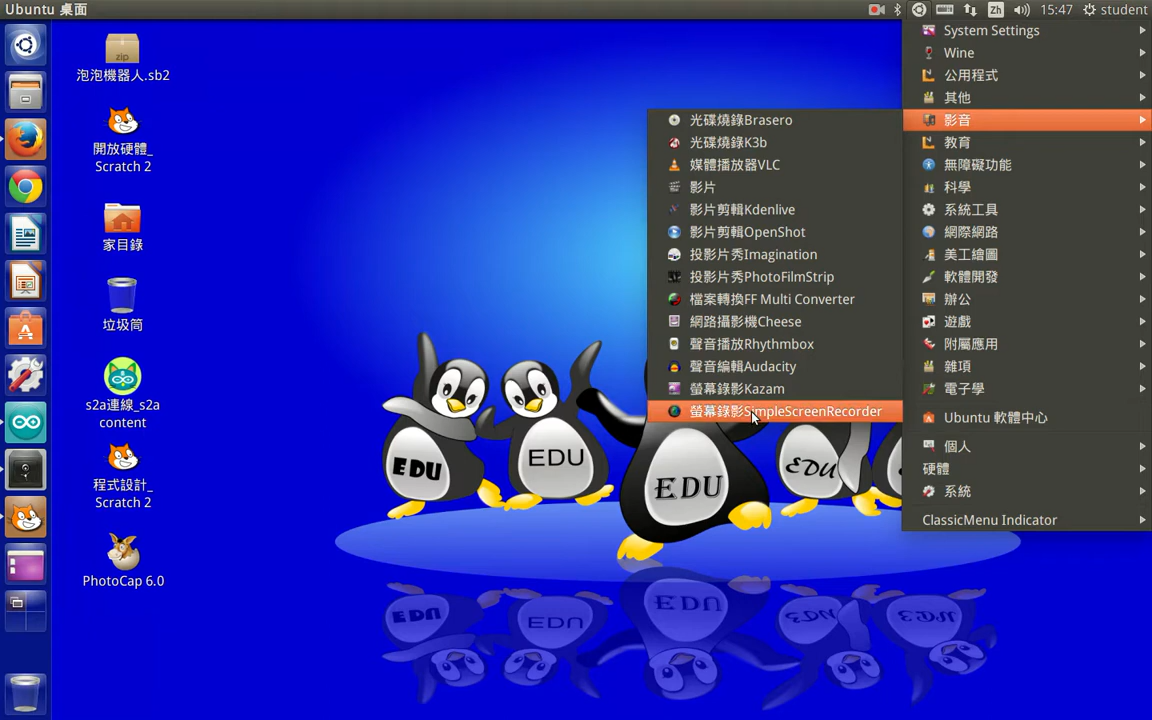 Ubuntu 桌面
Zh
15:47
student
zip
泡泡機器人.sb2
開放硬體_
Scratch 2
家目錄
垃圾筒
s2a連線_s2a
content
程式設計_
Scratch 2
PhotoCap 6.0
光碟燒錄Brasero
光碟燒錄K3b
媒體播放器VLC
影片
影片剪輯Kdenlive
影片剪輯OpenShot
投影片秀Imagination
投影片秀PhotoFilmStrip
檔案轉換FF Multi Converter
網路攝影機Cheese
聲音播放Rhythmbox
聲音編輯Audacity
螢幕錄影Kazam
螢幕錄影SimpleScreenRecorder
System Settings
Wine
公用程式
其他
影音
教育
無障礙功能
科學
系統工具
網際網路
美工繪圖
軟體開發
辦公
遊戲
附屬應用
雜項
電子學
Ubuntu 軟體中心
個人
硬體
系統
ClassicMenu Indicator
EDU
EDU
EDU
EDU